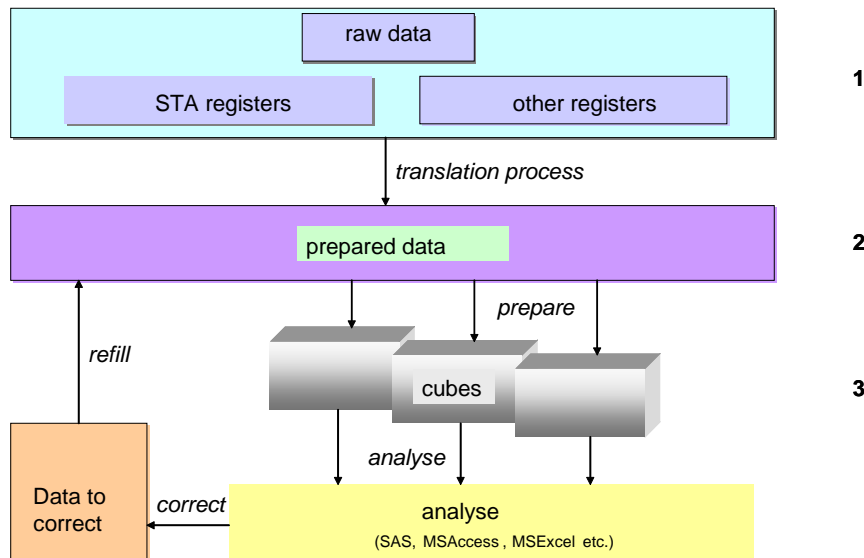 raw data
1
STA registers
other registers
translation process
prepared data
2
prepare
refill
cubes
3
analyse
Data to
correct
correct
analyse
(SAS, MSAccess , MSExcel etc.)